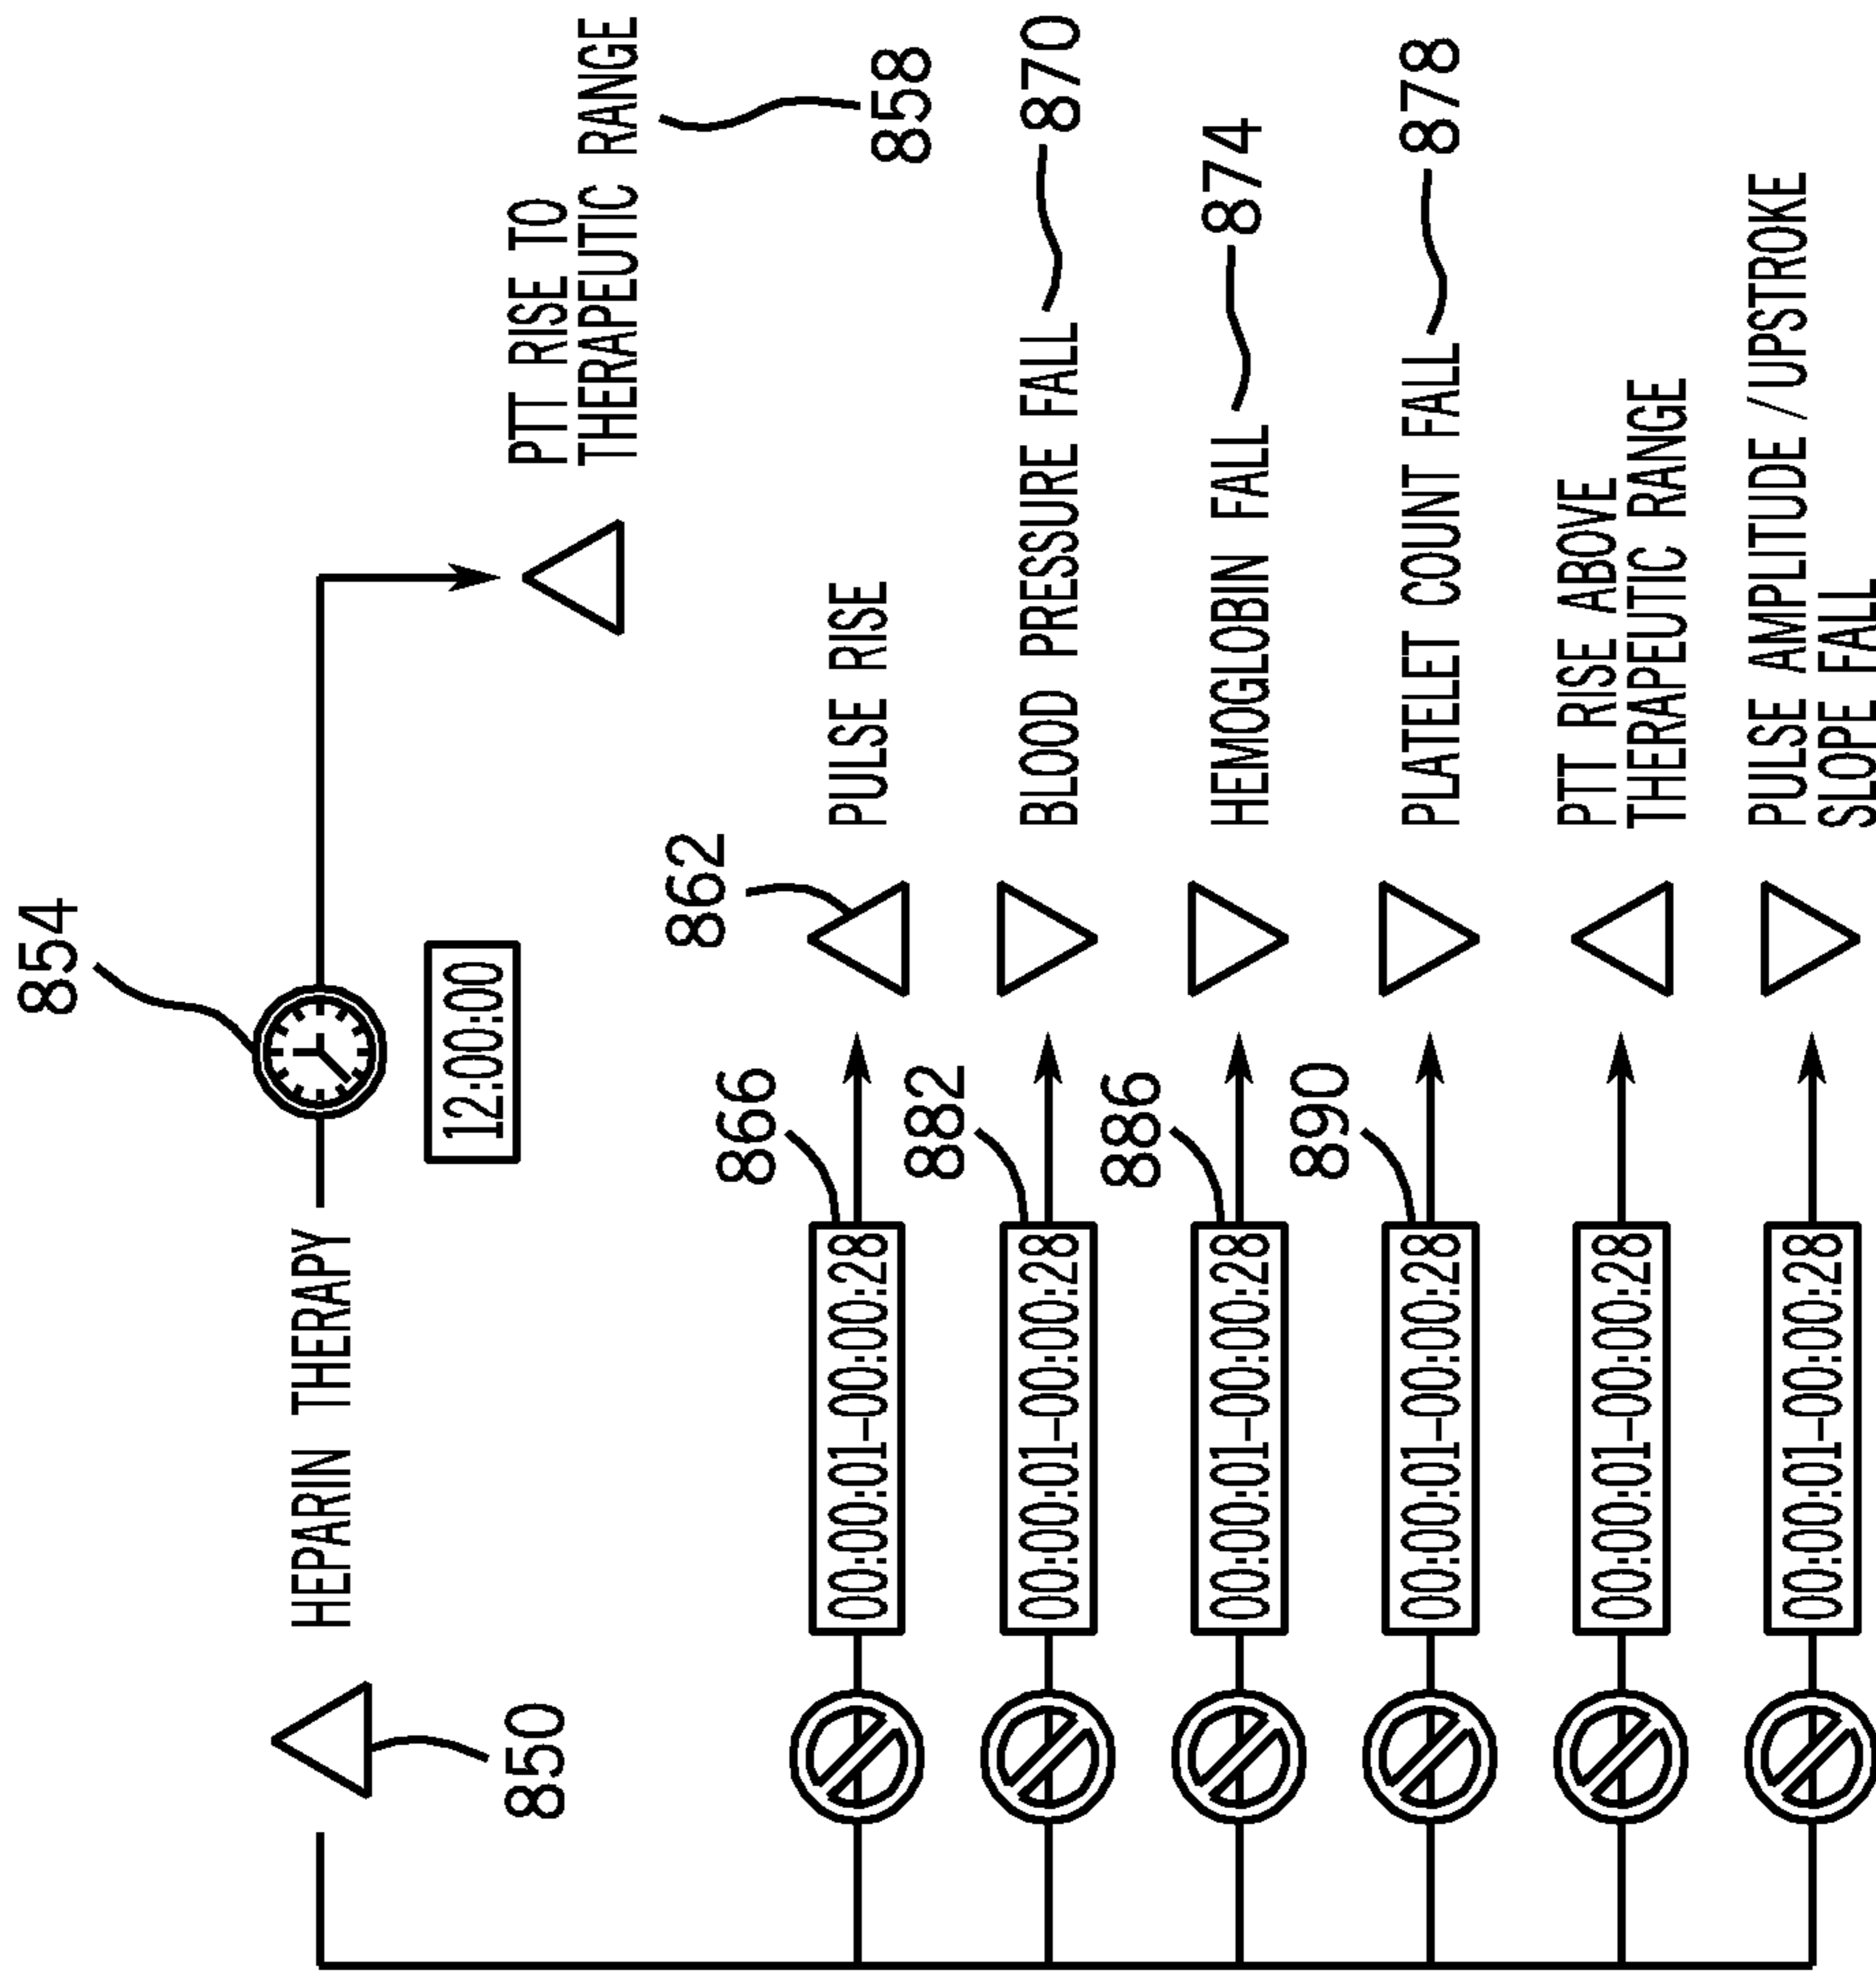 854
HEPARIN THERAPY
12:00:00
850
PTT RISE TO
THERAPEUTIC RANGE
862
866
00:00:01–00:00:28 PULSE RISE
858
882
00:00:01–00:00:28 BLOOD PRESSURE FALL 870
886
00:00:01–00:00:28 HEMOGLOBIN FALL 874
890
00:00:01–00:00:28 PLATELET COUNT FALL 878
00:00:01–00:00:28 PTT RISE ABOVE
THERAPEUTIC RANGE
00:00:01–00:00:28 PULSE AMPLITUDE / UPSTROKE
SLOPE FALL